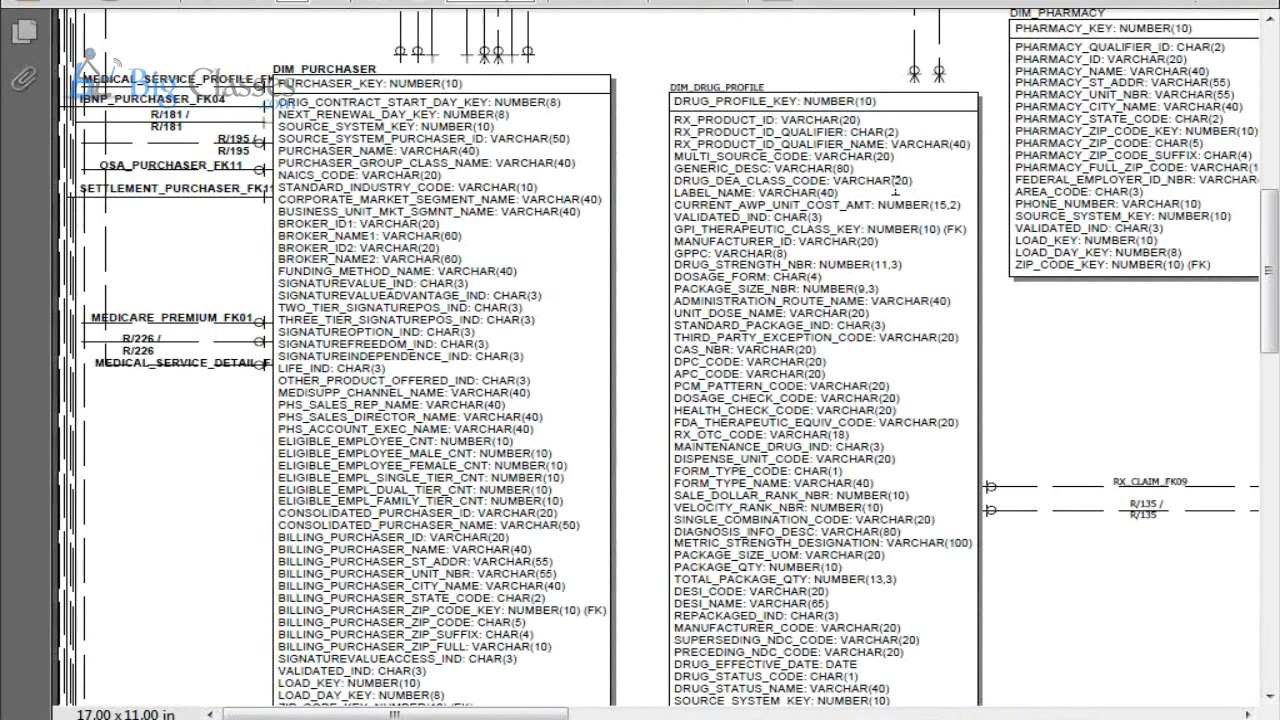 DIM_PURCHASER
PURCHASER_KEY: NUMBER(10)
ORIG_CONTRACT_START_DAY_KEY: NUMBER(8)
NEXT_RENEWAL_DAY_KEY: NUMBER(8)
SOURCE_SYSTEM_KEY: NUMBER(10)
SOURCE_SYSTEM_PURCHASER_ID: VARCHAR(50)
PURCHASER_NAME: VARCHAR(40)
PURCHASER_GROUP_CLASS_NAME: VARCHAR(40)
NAICS_CODE: VARCHAR(20)
STANDARD_INDUSTRY_CODE: VARCHAR(10)
CORPORATE_MARKET_SEGMENT_NAME: VARCHAR(40)
BUSINESS_UNIT_MKT_SGMNT_NAME: VARCHAR(40)
BROKER_ID1: VARCHAR(20)
BROKER_NAME1: VARCHAR(60)
BROKER_ID2: VARCHAR(20)
BROKER_NAME2: VARCHAR(60)
FUNDING_METHOD_NAME: VARCHAR(40)
SIGNATUREVALUE_IND: CHAR(3)
SIGNATUREVALUEADVANTAGE_IND: CHAR(3)
TWO_TIER_SIGNATUREPOS_IND: CHAR(3)
THREE_TIER_SIGNATUREPOS_IND: CHAR(3)
SIGNATUREOPTION_IND: CHAR(3)
SIGNATUREFREEDOM_IND: CHAR(3)
SIGNATUREINDEPENDENCE_IND: CHAR(3)
LIFE_IND: CHAR(3)
OTHER_PRODUCT_OFFERED_IND: CHAR(3)
MEDISUPP_CHANNEL_NAME: VARCHAR(40)
PHS_SALES_REP_NAME: VARCHAR(40)
PHS_SALES_DIRECTOR_NAME: VARCHAR(40)
PHS_ACCOUNT_EXEC_NAME: VARCHAR(40)
ELIGIBLE_EMPLOYEE_CNT: NUMBER(10)
ELIGIBLE_EMPLOYEE_MALE_CNT: NUMBER(10)
ELIGIBLE_EMPLOYEE_FEMALE_CNT: NUMBER(10)
ELIGIBLE_EMPL_SINGLE_TIER_CNT: NUMBER(10)
ELIGIBLE_EMPL_DUAL_TIER_CNT: NUMBER(10)
ELIGIBLE_EMPL_FAMILY_TIER_CNT: NUMBER(10)
CONSOLIDATED_PURCHASER_ID: VARCHAR(20)
CONSOLIDATED_PURCHASER_NAME: VARCHAR(50)
BILLING_PURCHASER_ID: VARCHAR(20)
BILLING_PURCHASER_NAME: VARCHAR(40)
BILLING_PURCHASER_ST_ADDR: VARCHAR(55)
BILLING_PURCHASER_UNIT_NBR: VARCHAR(55)
BILLING_PURCHASER_CITY_NAME: VARCHAR(40)
BILLING_PURCHASER_STATE_CODE: CHAR(2)
BILLING_PURCHASER_ZIP_CODE_KEY: NUMBER(10) (FK)
BILLING_PURCHASER_ZIP_CODE: CHAR(5)
BILLING_PURCHASER_ZIP_SUFFIX: CHAR(4)
BILLING_PURCHASER_ZIP_FULL: VARCHAR(10)
SIGNATUREVALUEACCESS_IND: CHAR(3)
VALIDATED_IND: CHAR(3)
LOAD_KEY: NUMBER(10)
LOAD_DAY_KEY: NUMBER(8)
MEDICAL_SERVICE_PROFILE_FK
IBNP_PURCHASER_FK04
R/181 /
R/181
R/195 /
R/195
OSA_PURCHASER_FK11
SETTLEMENT_PURCHASER_FK11
MEDICARE_PREMIUM_FK01
R/226 /
R/226
MEDICAL_SERVICE_DETAIL_F
Big Classes
.com
DIM_DRUG_PROFILE
DRUG_PROFILE_KEY: NUMBER(10)
RX_PRODUCT_ID: VARCHAR(20)
RX_PRODUCT_ID_QUALIFIER: CHAR(2)
RX_PRODUCT_ID_QUALIFIER_NAME: VARCHAR(40)
MULTI_SOURCE_CODE: VARCHAR(20)
GENERIC_DESC: VARCHAR(80)
DRUG_DEA_CLASS_CODE: VARCHAR(20)
LABEL_NAME: VARCHAR(40)
CURRENT_AWP_UNIT_COST_AMT: NUMBER(15,2)
VALIDATED_IND: CHAR(3)
GPI_THERAPEUTIC_CLASS_KEY: NUMBER(10) (FK)
MANUFACTURER_ID: VARCHAR(20)
GPPC: VARCHAR(8)
DRUG_STRENGTH_NBR: NUMBER(11,3)
DOSAGE_FORM: CHAR(4)
PACKAGE_SIZE_NBR: NUMBER(9,3)
ADMINISTRATION_ROUTE_NAME: VARCHAR(40)
UNIT_DOSE_NAME: VARCHAR(20)
STANDARD_PACKAGE_IND: CHAR(3)
THIRD_PARTY_EXCEPTION_CODE: VARCHAR(20)
CAS_NBR: VARCHAR(20)
DPC_CODE: VARCHAR(20)
APC_CODE: VARCHAR(20)
PCM_PATTERN_CODE: VARCHAR(20)
DOSAGE_CHECK_CODE: VARCHAR(20)
HEALTH_CHECK_CODE: VARCHAR(20)
FDA_THERAPEUTIC_EQUIV_CODE: VARCHAR(20)
RX_OTC_CODE: VARCHAR(18)
MAINTENANCE_DRUG_IND: CHAR(3)
DISPENSE_UNIT_CODE: VARCHAR(20)
FORM_TYPE_CODE: CHAR(1)
FORM_TYPE_NAME: VARCHAR(40)
SALE_DOLLAR_RANK_NBR: NUMBER(10)
VELOCITY_RANK_NBR: NUMBER(10)
SINGLE_COMBINATION_CODE: VARCHAR(20)
DIAGNOSIS_INFO_DESC: VARCHAR(80)
METRIC_STRENGTH_DESIGNATION: VARCHAR(100)
PACKAGE_SIZE_UOM: VARCHAR(20)
PACKAGE_QTY: NUMBER(10)
TOTAL_PACKAGE_QTY: NUMBER(13,3)
DESI_CODE: VARCHAR(20)
DESI_NAME: VARCHAR(65)
REPACKAGED_IND: CHAR(3)
MANUFACTURER_CODE: VARCHAR(20)
SUPERSEDING_NDC_CODE: VARCHAR(20)
PRECEDING_NDC_CODE: VARCHAR(20)
DRUG_EFFECTIVE_DATE: DATE
DRUG_STATUS_CODE: CHAR(1)
DRUG_STATUS_NAME: VARCHAR(40)
SOURCE_SYSTEM_KEY: NUMBER(10)
DIM_PHARMACY
PHARMACY_KEY: NUMBER(10)
PHARMACY_QUALIFIER_ID: CHAR(2)
PHARMACY_ID: VARCHAR(20)
PHARMACY_NAME: VARCHAR(40)
PHARMACY_ST_ADDR: VARCHAR(55)
PHARMACY_UNIT_NBR: VARCHAR(55)
PHARMACY_CITY_NAME: VARCHAR(40)
PHARMACY_STATE_CODE: CHAR(2)
PHARMACY_ZIP_CODE_KEY: NUMBER(10)
PHARMACY_ZIP_CODE: CHAR(5)
PHARMACY_ZIP_CODE_SUFFIX: CHAR(4)
PHARMACY_FULL_ZIP_CODE: VARCHAR(1
FEDERAL_EMPLOYER_ID_NBR: VARCHAR
AREA_CODE: CHAR(3)
PHONE_NUMBER: VARCHAR(10)
SOURCE_SYSTEM_KEY: NUMBER(10)
VALIDATED_IND: CHAR(3)
LOAD_KEY: NUMBER(10)
LOAD_DAY_KEY: NUMBER(8)
ZIP_CODE_KEY: NUMBER(10) (FK)
RX_CLAIM_FK09
R/135 /
R/135
17.00 x 11.00 in